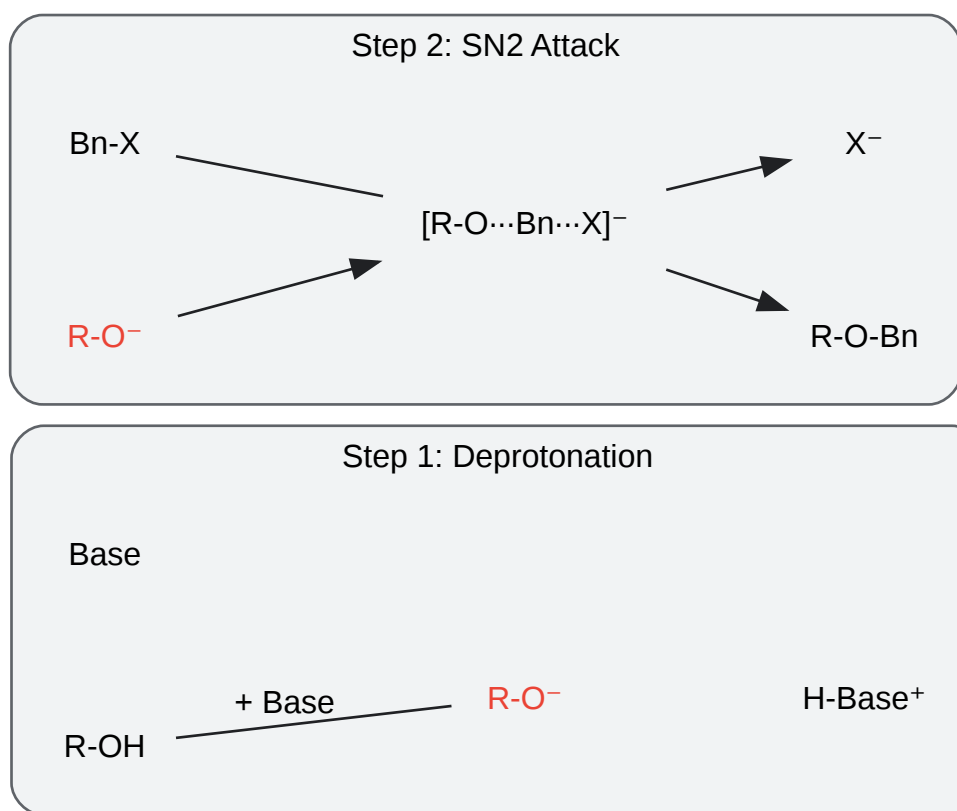 Step 2: SN2 Attack
Bn-X
X⁻
[R-O···Bn···X]⁻
R-O⁻
R-O-Bn
Step 1: Deprotonation
Base
+ Base
R-O⁻
H-Base⁺
R-OH